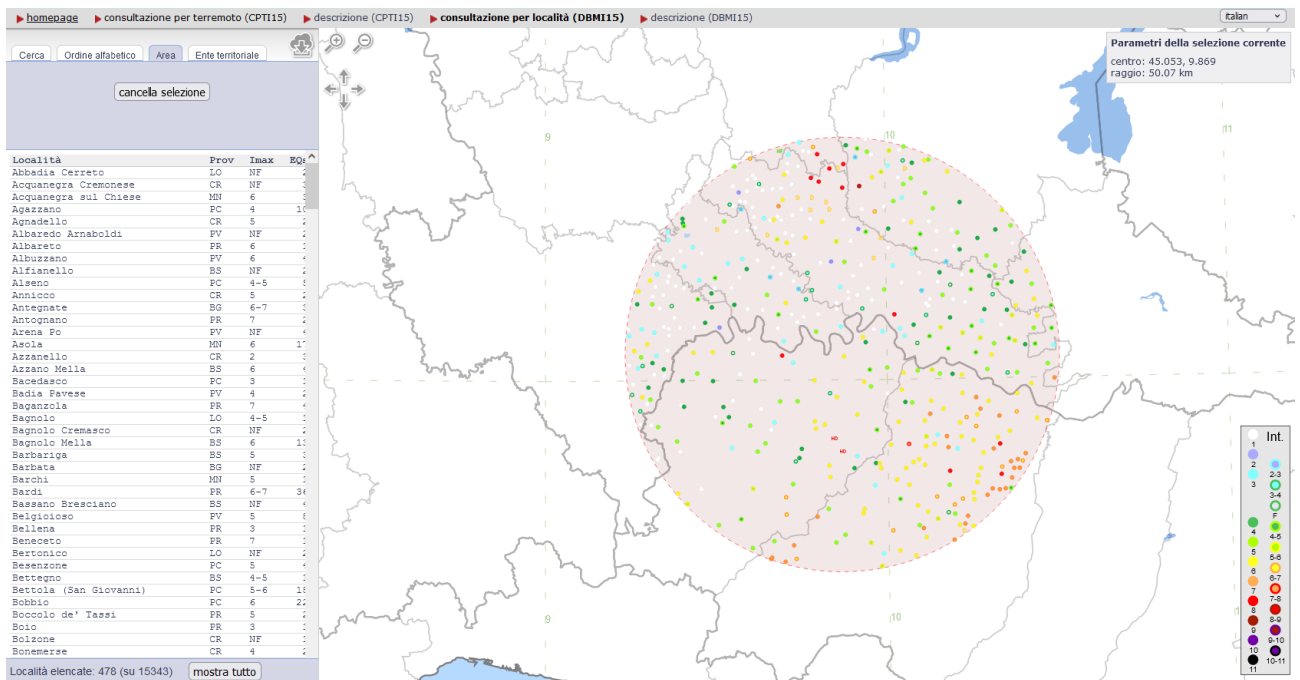 homepage consultazione per terremoto (CPTI15) descrizione (CPTI15) consultazione per località (DBMI15) descrizione (DBMI15) italian
Cerca Ordine alfabetico Area Ente territoriale
cancella selezione
Parametri della selezione corrente
centro: 45.053, 9.869
raggio: 50.07 km
Località Prov Imax EQs
Abbadia Cerreto LO NF
Acquanegra Cremonese CR NF
Acquanegra sul Chiese MN 6
Agazzano PC 4
Agnadello CR 5
Albaredo Arnaboldi PV NF
Albareto PR 6
Albuzzano PV 6
Alfianello BS NF
Alseno PC 4-5
Annicco CR 5
Antegnate BG 6-7
Antognano PR 7
Arena Po PV NF
Asola MN 6
Azzanello CR 2
Azzano Mella BS 6
Bacedasco PC 3
Badia Pavese PV 4
Baganzola PR 7
Bagnolo LO 4-5
Bagnolo Cremasco CR NF
Bagnolo Mella BS 6
Barbariga BS 5
Barbata BG NF
Barchi MN 5
Bardi PR 6-7
Bassano Bresciano BS NF
Belgioioso PV 5
Bellena PR 3
Beneceto PR 7
Bertonico LO NF
Besenzone PC 5
Bettegno BS 4-5
Bettola (San Giovanni) PC 5-6
Bobbio PC 6
Boccolo de' Tassi PR 5
Boio PR 3
Bolzone CR NF
Bonemerse CR 4
Località elencate: 478 (su 15343) mostra tutto
9
10
11
9
10
Int.
1
2
2-3
3
3-4
F
4
4-5
5
5-6
6
6-7
7
7-8
8
8-9
9
9-10
10
10-11
11